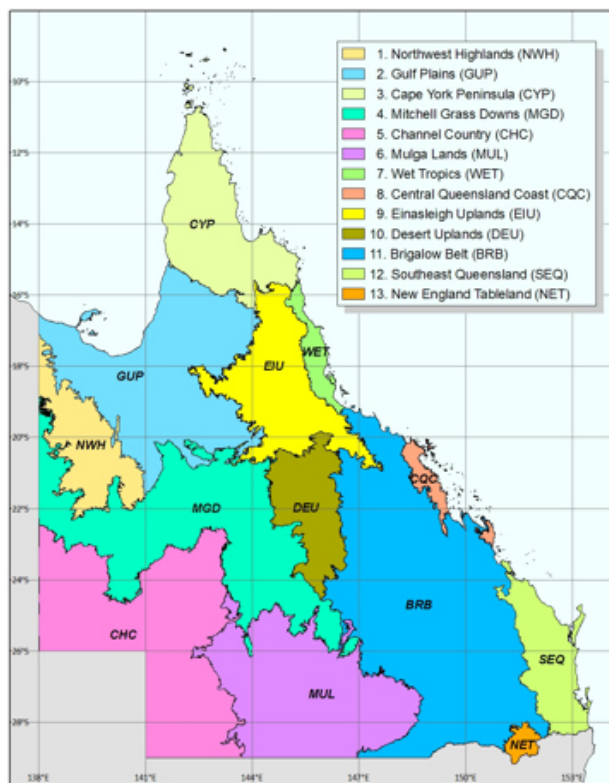 1. Northwest Highlands (NWH)
2. Gulf Plains (GUP)
3. Cape York Peninsula (CYP)
4. Mitchell Grass Downs (MGD)
5. Channel Country (CHC)
6. Mulga Lands (MUL)
7. Wet Tropics (WET)
8. Central Queensland Coast (CQC)
9. Einasleigh Uplands (EIU)
10. Desert Uplands (DEU)
11. Brigalow Belt (BRB)
12. Southeast Queensland (SEQ)
13. New England Tableland (NET)
10°S
12°S
14°S
16°S
18°S
20°S
22°S
24°S
26°S
28°S
CYP
WET
EIU
GUP
NWH
CQC
MGD
DEU
BRB
CHC
SEQ
MUL
NET
138°E
141°E
144°E
147°E
150°E
153°E